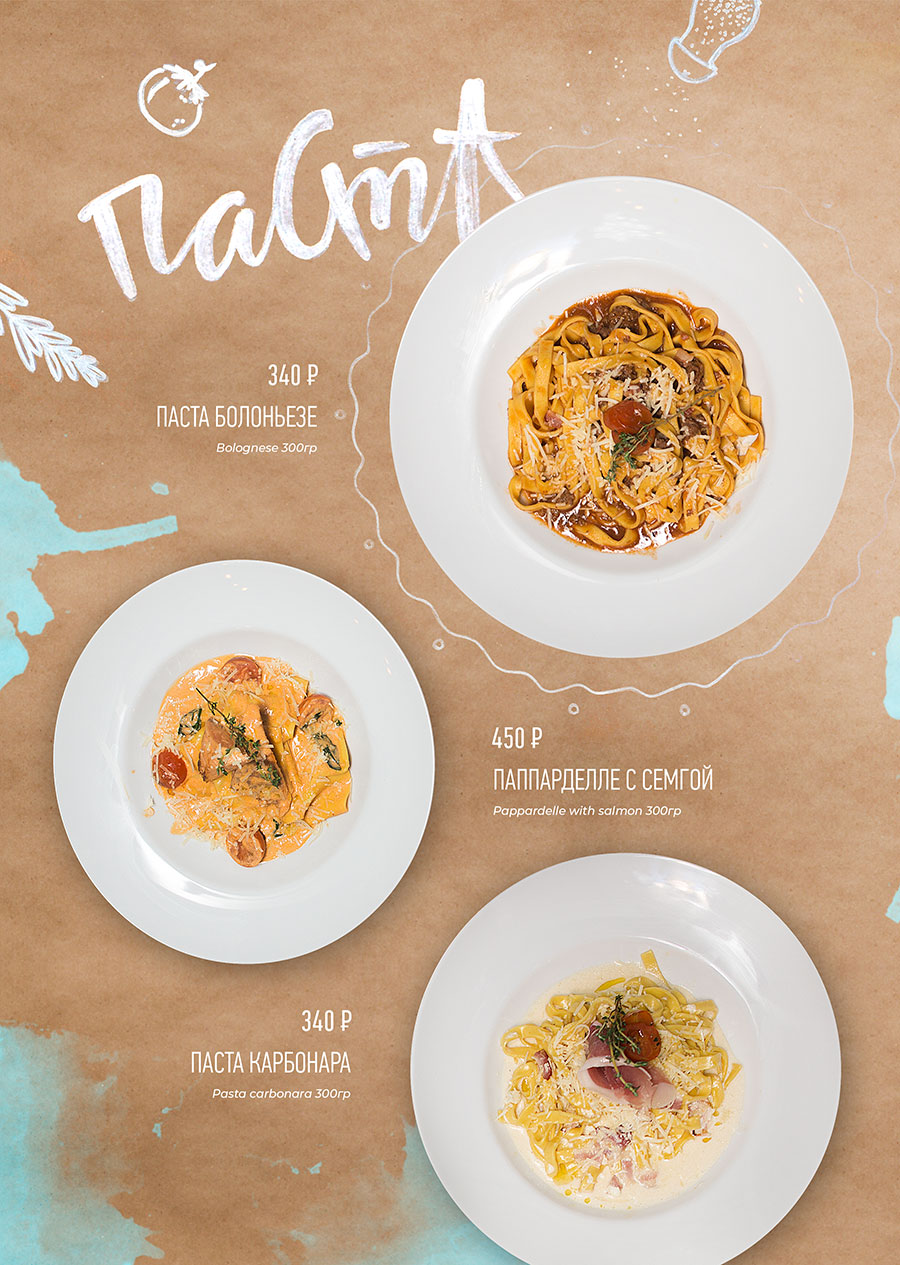 ПаСтА
340 ₽
ПАСТА БОЛОНЬЕЗЕ
Bolognese 300гр
450 ₽
ПАППАРДЕЛЛЕ С СЕМГОЙ
Pappardelle with salmon 300гр
340 ₽
ПАСТА КАРБОНАРА
Pasta carbonara 300гр